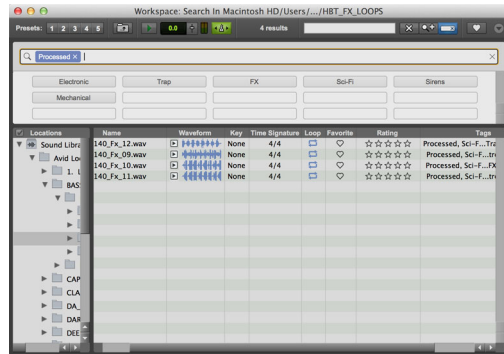 Workspace: Search In Macintosh HD/Users/.../HBT_FX_LOOPS
Presets: 1 2 3 4 5 0.0 4 results
Processed ×
Electronic Trap FX Sci-Fi Sirens
Mechanical
Locations Name Waveform Key Time Signature Loop Favorite Rating Tags
Sound Libra 140_Fx_12.wav None 4/4 Processed, Sci-F...Tra
Avid Lo 140_Fx_09.wav None 4/4 Processed, Sci-F...tro
1. L 140_Fx_10.wav None 4/4 Processed, Sci-F...FX
BAS 140_Fx_11.wav None 4/4 Processed, Sci-F...tro
CAP
CLA
DA_
DAR
DEE